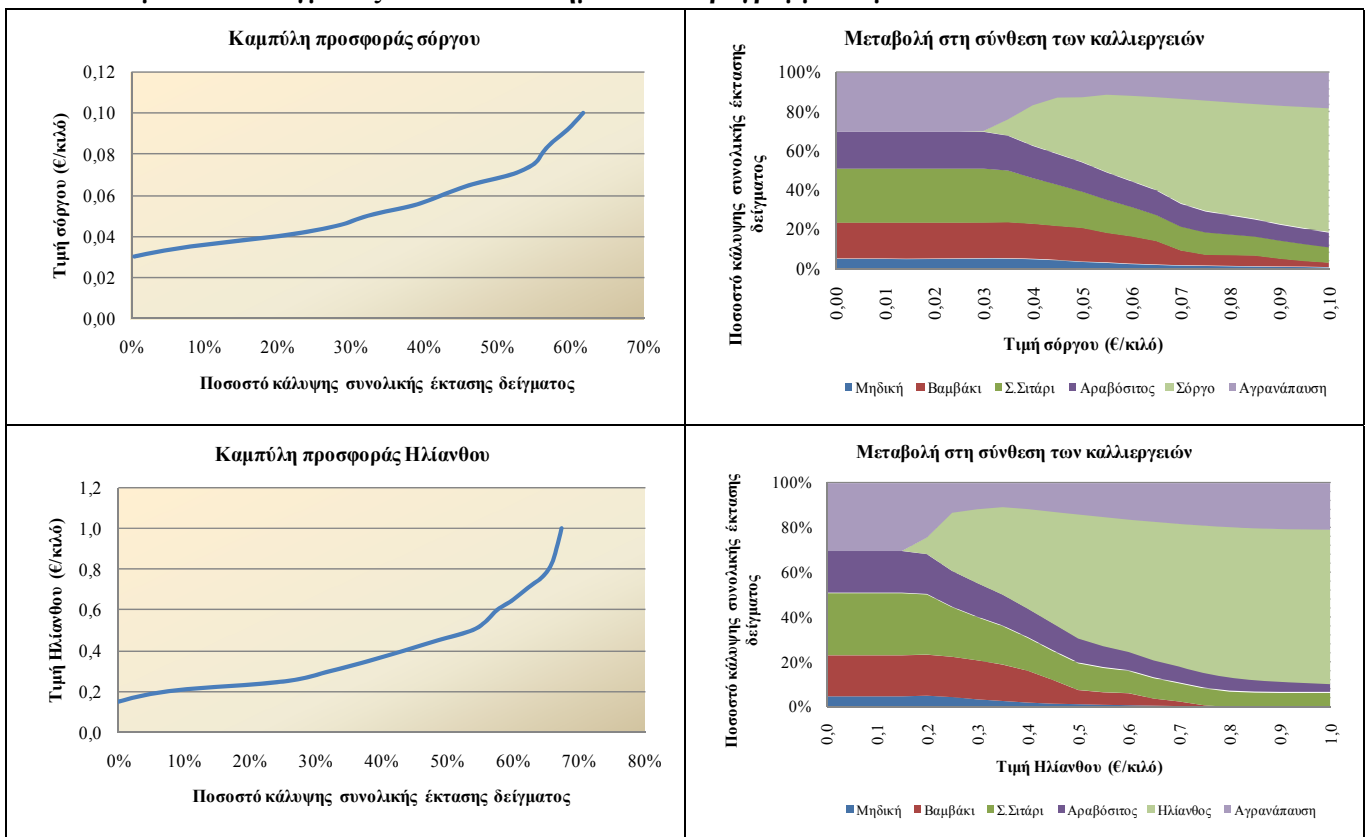 Καμπύλη προσφοράς σόργου
Τιμή σόργου (€/κιλό)
0,12
0,10
0,08
0,06
0,04
0,02
0,00
0% 10% 20% 30% 40% 50% 60% 70%
Ποσοστό κάλυψης συνολικής έκτασης δείγματος
Μεταβολή στη σύνθεση των καλλιεργειών
Ποσοστό κάλυψης συνολικής έκτασης
δείγματος
100%
80%
60%
40%
20%
0%
0,00 0,01 0,02 0,03 0,04 0,05 0,06 0,07 0,08 0,09 0,10
Τιμή σόργου (€/κιλό)
Μηδική Βαμβάκι Σ.Σιτάρι Αραβόσιτος Σόργο Αγρανάπαυση
Καμπύλη προσφοράς Ηλίανθου
Τιμή Ηλίανθου (€/κιλό)
1,2
1,0
0,8
0,6
0,4
0,2
0,0
0% 10% 20% 30% 40% 50% 60% 70% 80%
Ποσοστό κάλυψης συνολικής έκτασης δείγματος
Μεταβολή στη σύνθεση των καλλιεργειών
Ποσοστό κάλυψης συνολικής έκτασης
δείγματος
100%
80%
60%
40%
20%
0%
0,0 0,1 0,2 0,3 0,4 0,5 0,6 0,7 0,8 0,9 1,0
Τιμή Ηλίανθου (€/κιλό)
Μηδική Βαμβάκι Σ.Σιτάρι Αραβόσιτος Ηλίανθος Αγρανάπαυση